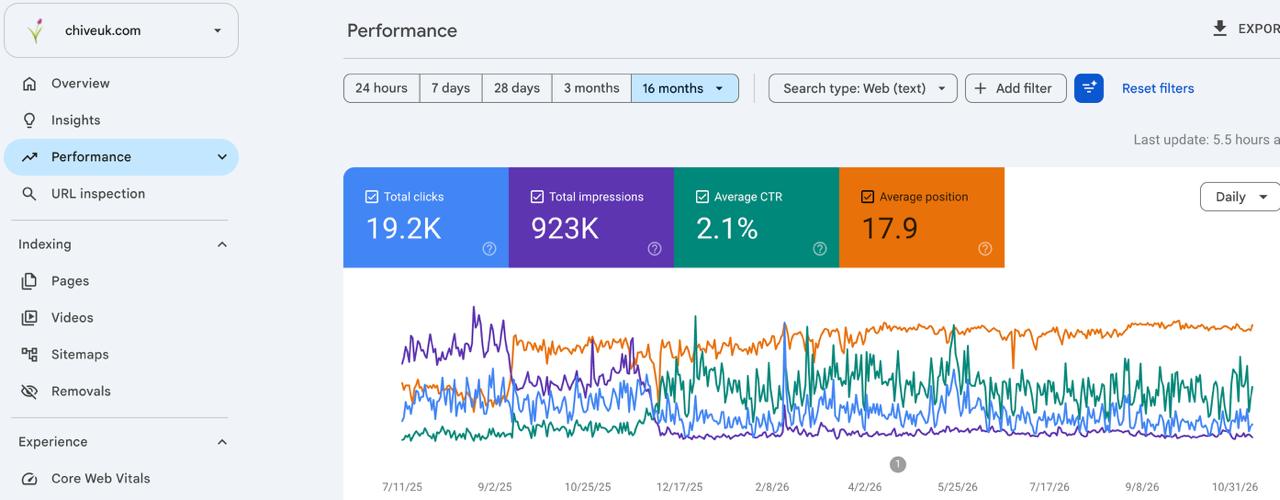 chiveuk.com
Overview
Insights
Performance
URL inspection
Indexing
Pages
Videos
Sitemaps
Removals
Experience
Core Web Vitals
Performance
EXPOR
24 hours 7 days 28 days 3 months 16 months
Search type: Web (text) Add filter Reset filters
Last update: 5.5 hours a
Total clicks
19.2K
Total impressions
923K
Average CTR
2.1%
Average position
17.9
Daily
1
7/11/25 9/2/25 10/25/25 12/17/25 2/8/26 4/2/26 5/25/26 7/17/26 9/8/26 10/31/26